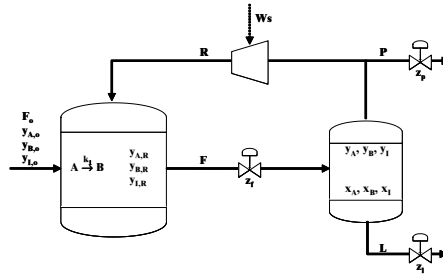 Ws
R
P
z_p
F_o
y_A,o
y_B,o
y_I,o
A k_1 → B
y_A,R
y_B,R
y_I,R
F
z_f
y_A, y_B, y_I
x_A, x_B, x_I
L
z_l